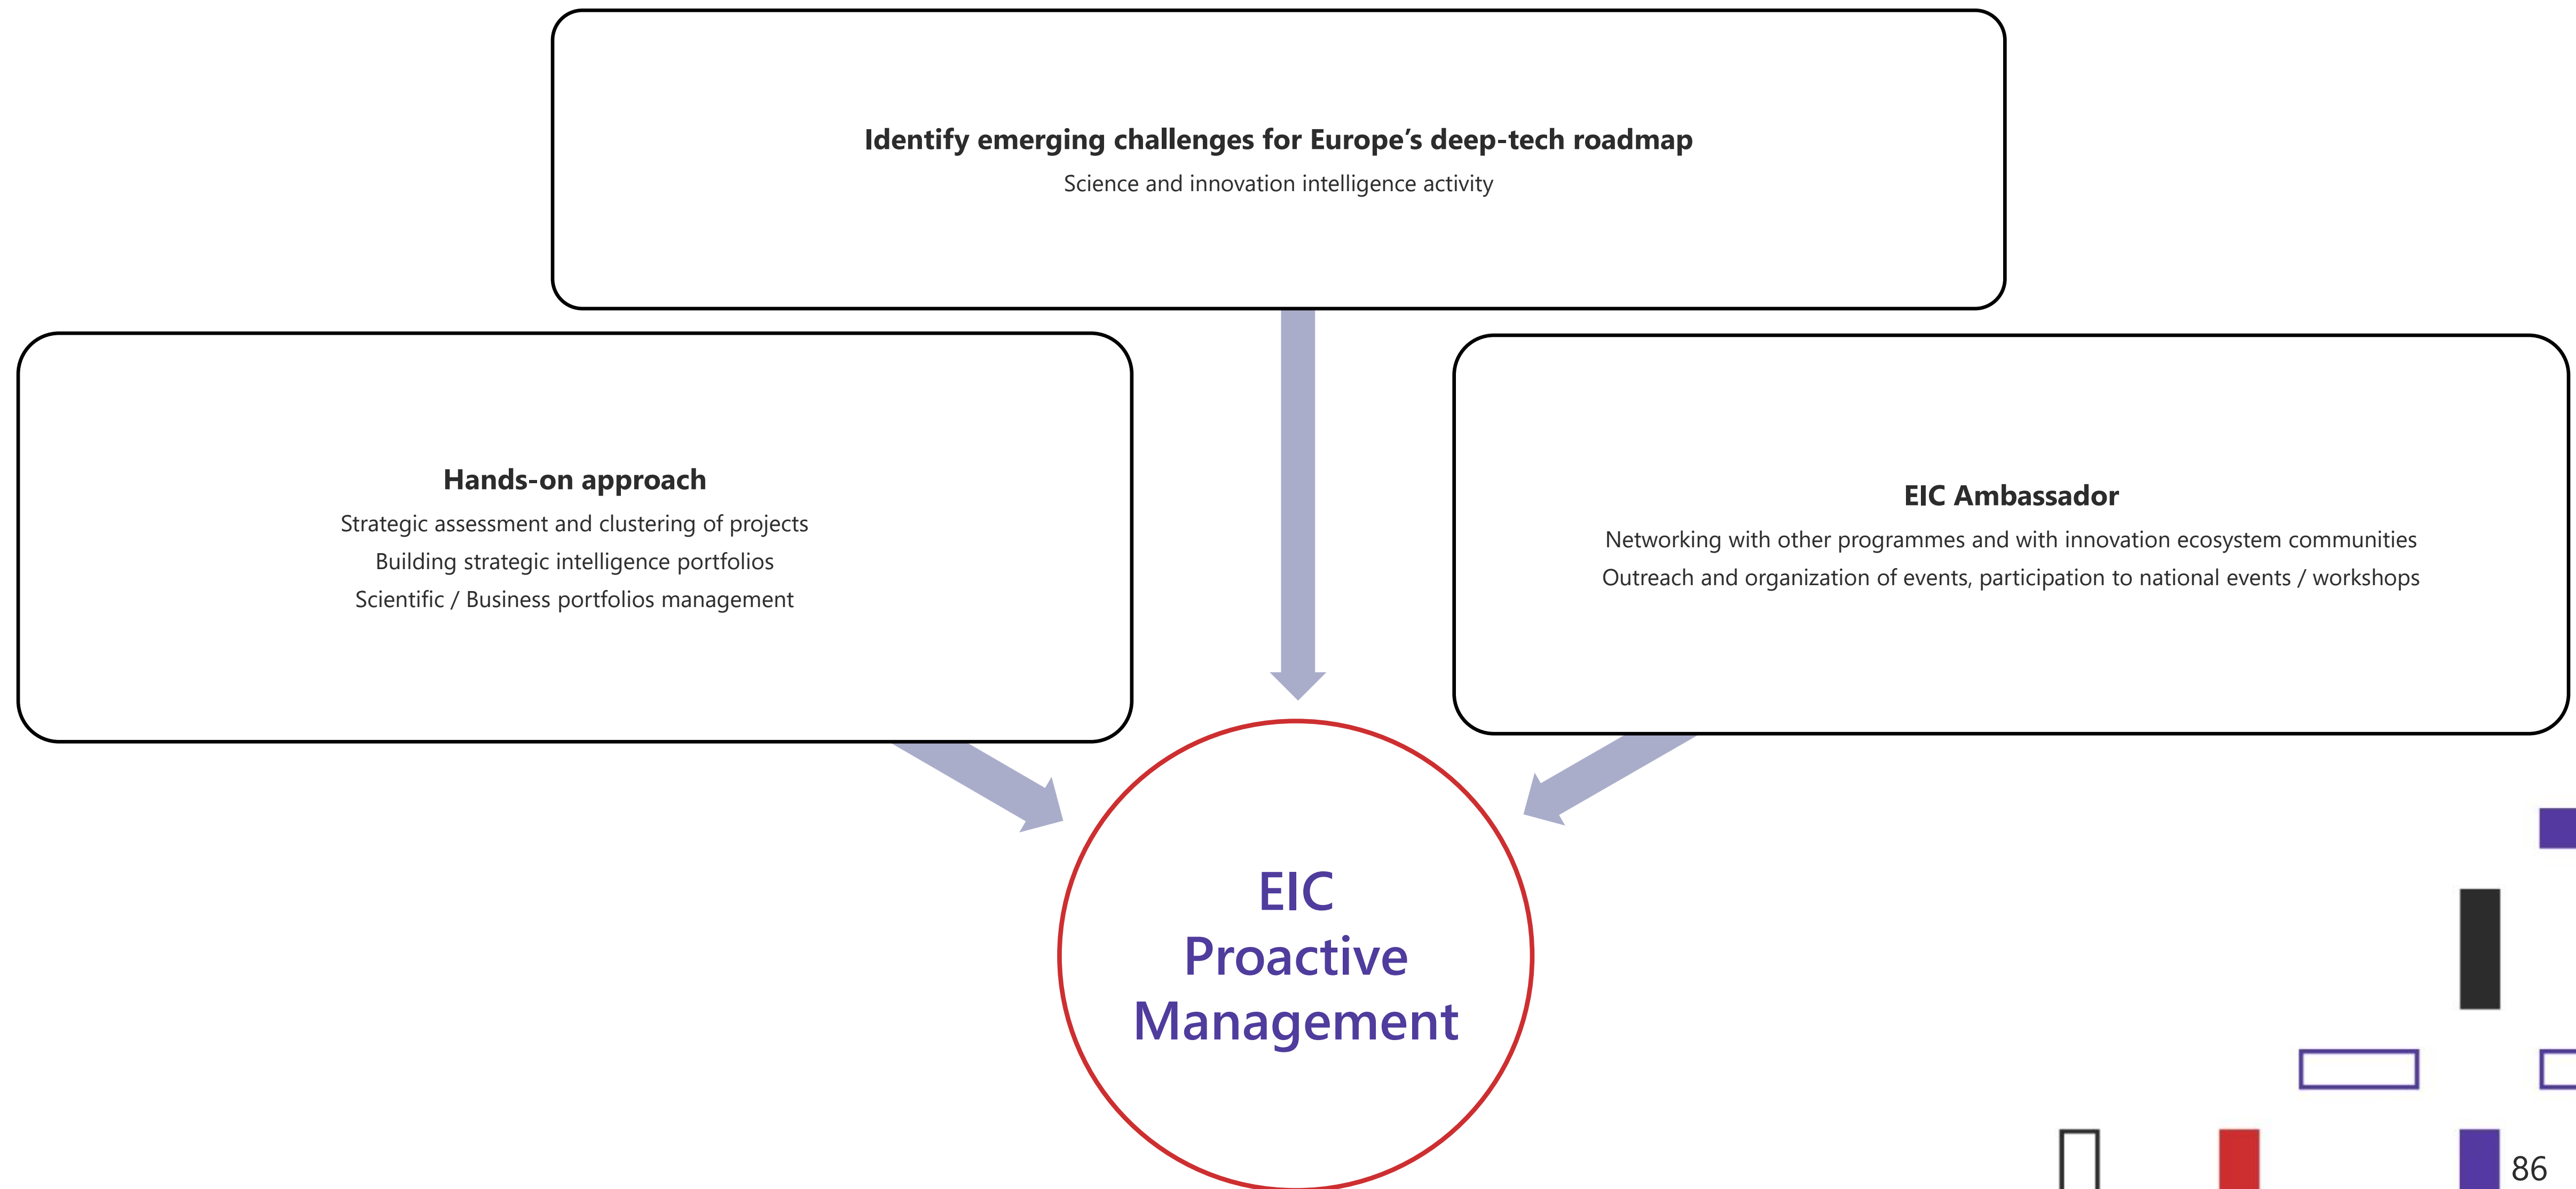 Identify emerging challenges for Europe’s deep-tech roadmap
Science and innovation intelligence activity
Hands-on approach
Strategic assessment and clustering of projects
Building strategic intelligence portfolios
Scientific / Business portfolios management
EIC Ambassador
Networking with other programmes and with innovation ecosystem communities
Outreach and organization of events, participation to national events / workshops
EIC
Proactive
Management
86